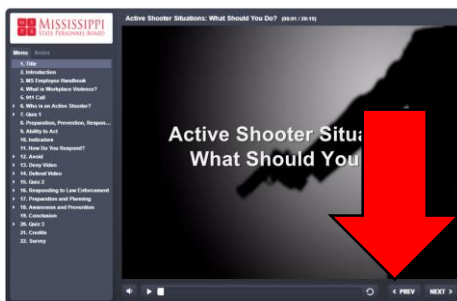 MISSISSIPPI
STATE PERSONNEL BOARD
Menu Notes
1. Title
2. Introduction
3. MS Employee Handbook
4. What is Workplace Violence?
5. 911 Call
6. Who is an Active Shooter?
7. Quiz 1
8. Preparation, Prevention, Respon...
9. Ability to Act
10. Indicators
11. How Do You Respond?
12. Avoid
13. Deny Video
14. Defend Video
15. Quiz 2
16. Responding to Law Enforcement
17. Preparation and Planning
18. Awareness and Prevention
19. Conclusion
20. Quiz 3
21. Credits
22. Survey
Active Shooter Situations: What Should You Do? (00:01 / 20:15)
Active Shooter Situa
What Should You
< PREV NEXT >